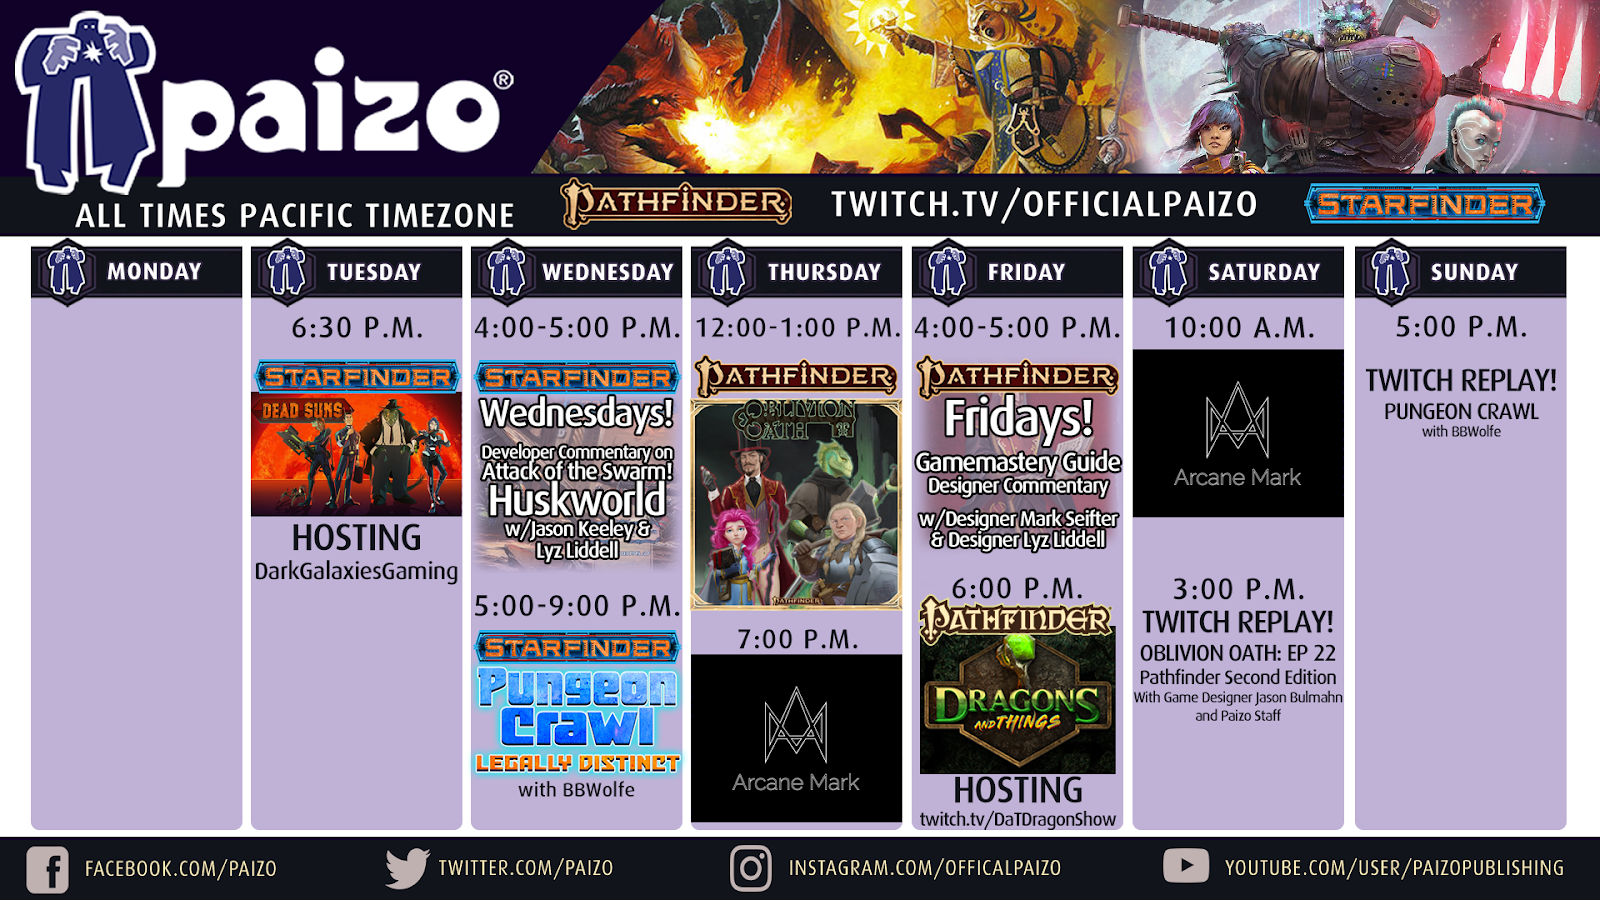 paizo®
ALL TIMES PACIFIC TIMEZONE
PATHFINDER
TWITCH.TV/OFFICIALPAIZO
STARFINDER
MONDAY
TUESDAY
6:30 P.M.
STARFINDER
DEAD SUNS
HOSTING
DarkGalaxiesGaming
WEDNESDAY
4:00-5:00 P.M.
STARFINDER
Wednesdays!
Developer Commentary on
Attack of the Swarm!
Huskworld
w/Jason Keeley &
Lyz Liddell
5:00-9:00 P.M.
STARFINDER
Pungeon
Crawl
LEGALLY DISTINCT
with BBWolfe
THURSDAY
12:00-1:00 P.M.
PATHFINDER
OBLIVION
OATH
PATHFINDER
7:00 P.M.
Arcane Mark
FRIDAY
4:00-5:00 P.M.
PATHFINDER
Fridays!
Gamemastery Guide
Designer Commentary
w/Designer Mark Seifter
& Designer Lyz Liddell
6:00 P.M.
PATHFINDER
DRAGONS
AND THINGS
HOSTING
twitch.tv/DaTDragonShow
SATURDAY
10:00 A.M.
Arcane Mark
3:00 P.M.
TWITCH REPLAY!
OBLIVION OATH: EP 22
Pathfinder Second Edition
With Game Designer Jason Bulmahn
and Paizo Staff
SUNDAY
5:00 P.M.
TWITCH REPLAY!
PUNGEON CRAWL
with BBWolfe
FACEBOOK.COM/PAIZO
TWITTER.COM/PAIZO
INSTAGRAM.COM/OFFICALPAIZO
YOUTUBE.COM/USER/PAIZOPUBLISHING